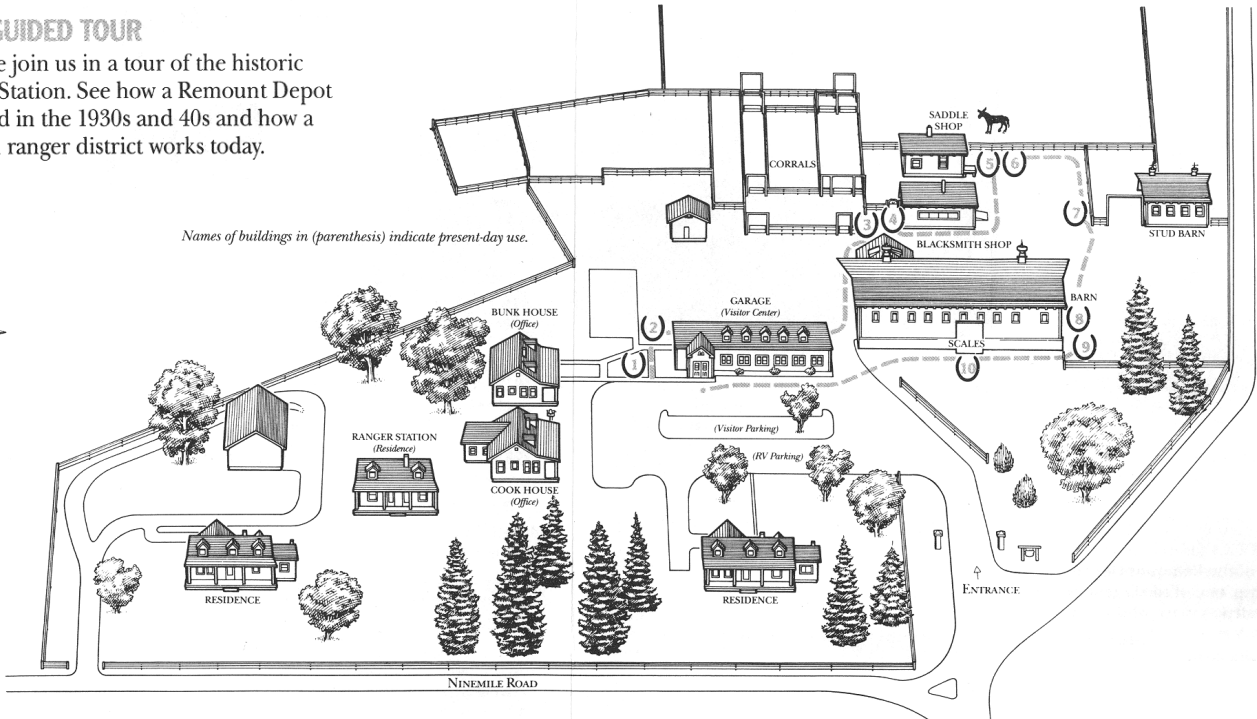 GUIDED TOUR
e join us in a tour of the historic
Station. See how a Remount Depot
d in the 1930s and 40s and how a
ranger district works today.
Names of buildings in (parenthesis) indicate present-day use.
SADDLE
SHOP
CORRALS
5
6
7
3
4
STUD BARN
BLACKSMITH SHOP
BARN
GARAGE
(Visitor Center)
BUNK HOUSE
(Office)
2
1
8
9
SCALES
10
(Visitor Parking)
RANGER STATION
(Residence)
(RV Parking)
COOK HOUSE
(Office)
ENTRANCE
RESIDENCE
RESIDENCE
NINEMILE ROAD